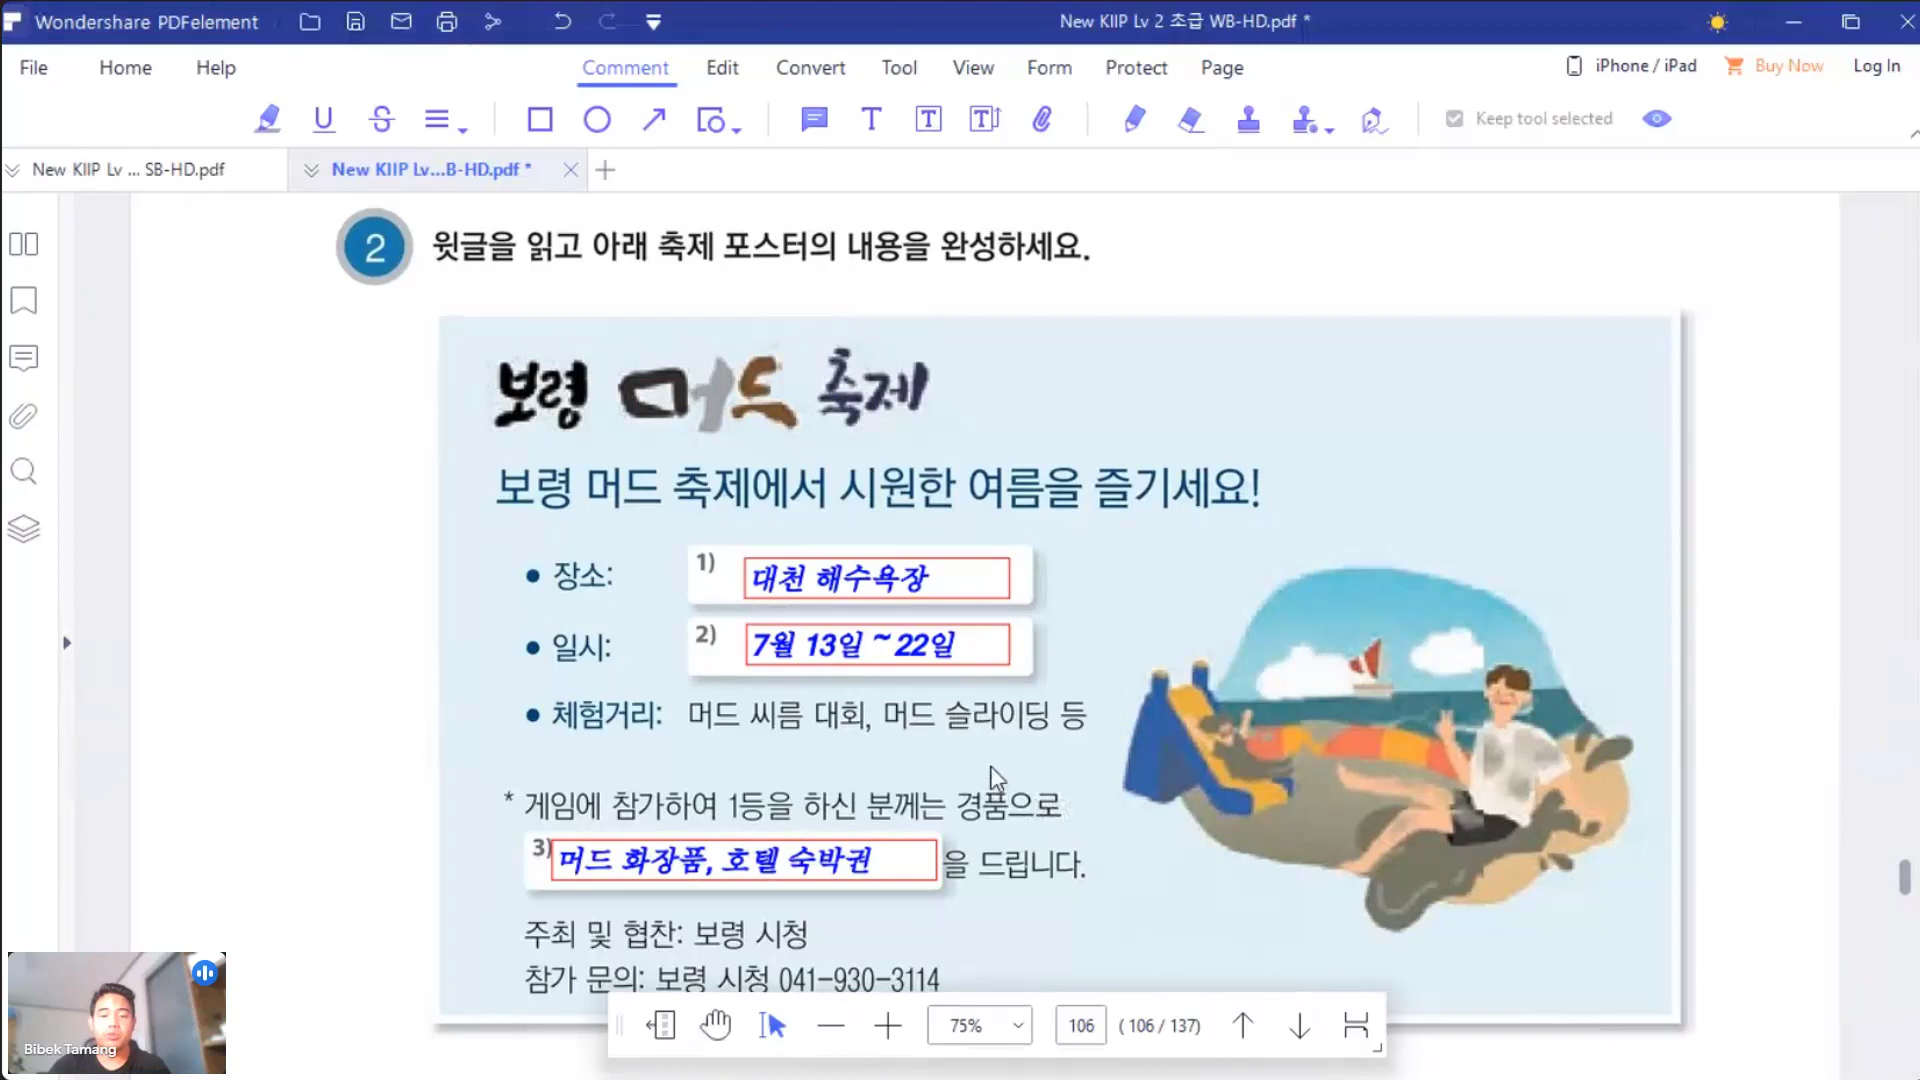 Wondershare PDFelement
New KIIP Lv 2 초급 WB-HD.pdf *
File Home Help Comment Edit Convert Tool View Form Protect Page iPhone / iPad Buy Now Log In
Keep tool selected
New KIIP Lv ... SB-HD.pdf
New KIIP Lv...B-HD.pdf *
2 윗글을 읽고 아래 축제 포스터의 내용을 완성하세요.
보령 머드 축제
보령 머드 축제에서 시원한 여름을 즐기세요!
• 장소: 1) 대천 해수욕장
• 일시: 2) 7월 13일 ~ 22일
• 체험거리: 머드 씨름 대회, 머드 슬라이딩 등
* 게임에 참가하여 1등을 하신 분께는 경품으로
3) 머드 화장품, 호텔 숙박권 을 드립니다.
주최 및 협찬: 보령 시청
참가 문의: 보령 시청 041-930-3114
75% 106 ( 106 / 137)
Bibek Tamang